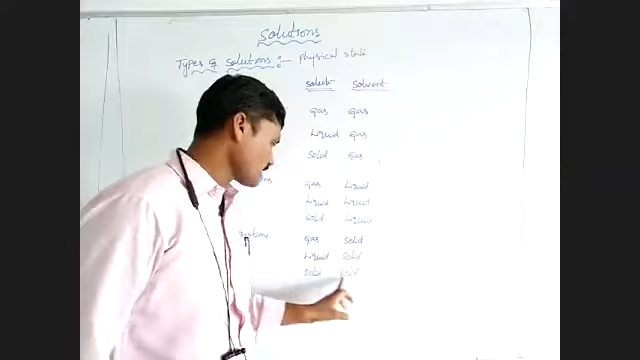 Solutions
Types of solutions :- physical state
Solute Solvent
Gas Gas
Liquid Gas
Solid Gas
Gas Liquid
Liquid Liquid
Solid Liquid
Gas Solid
Liquid Solid
Solid Solid